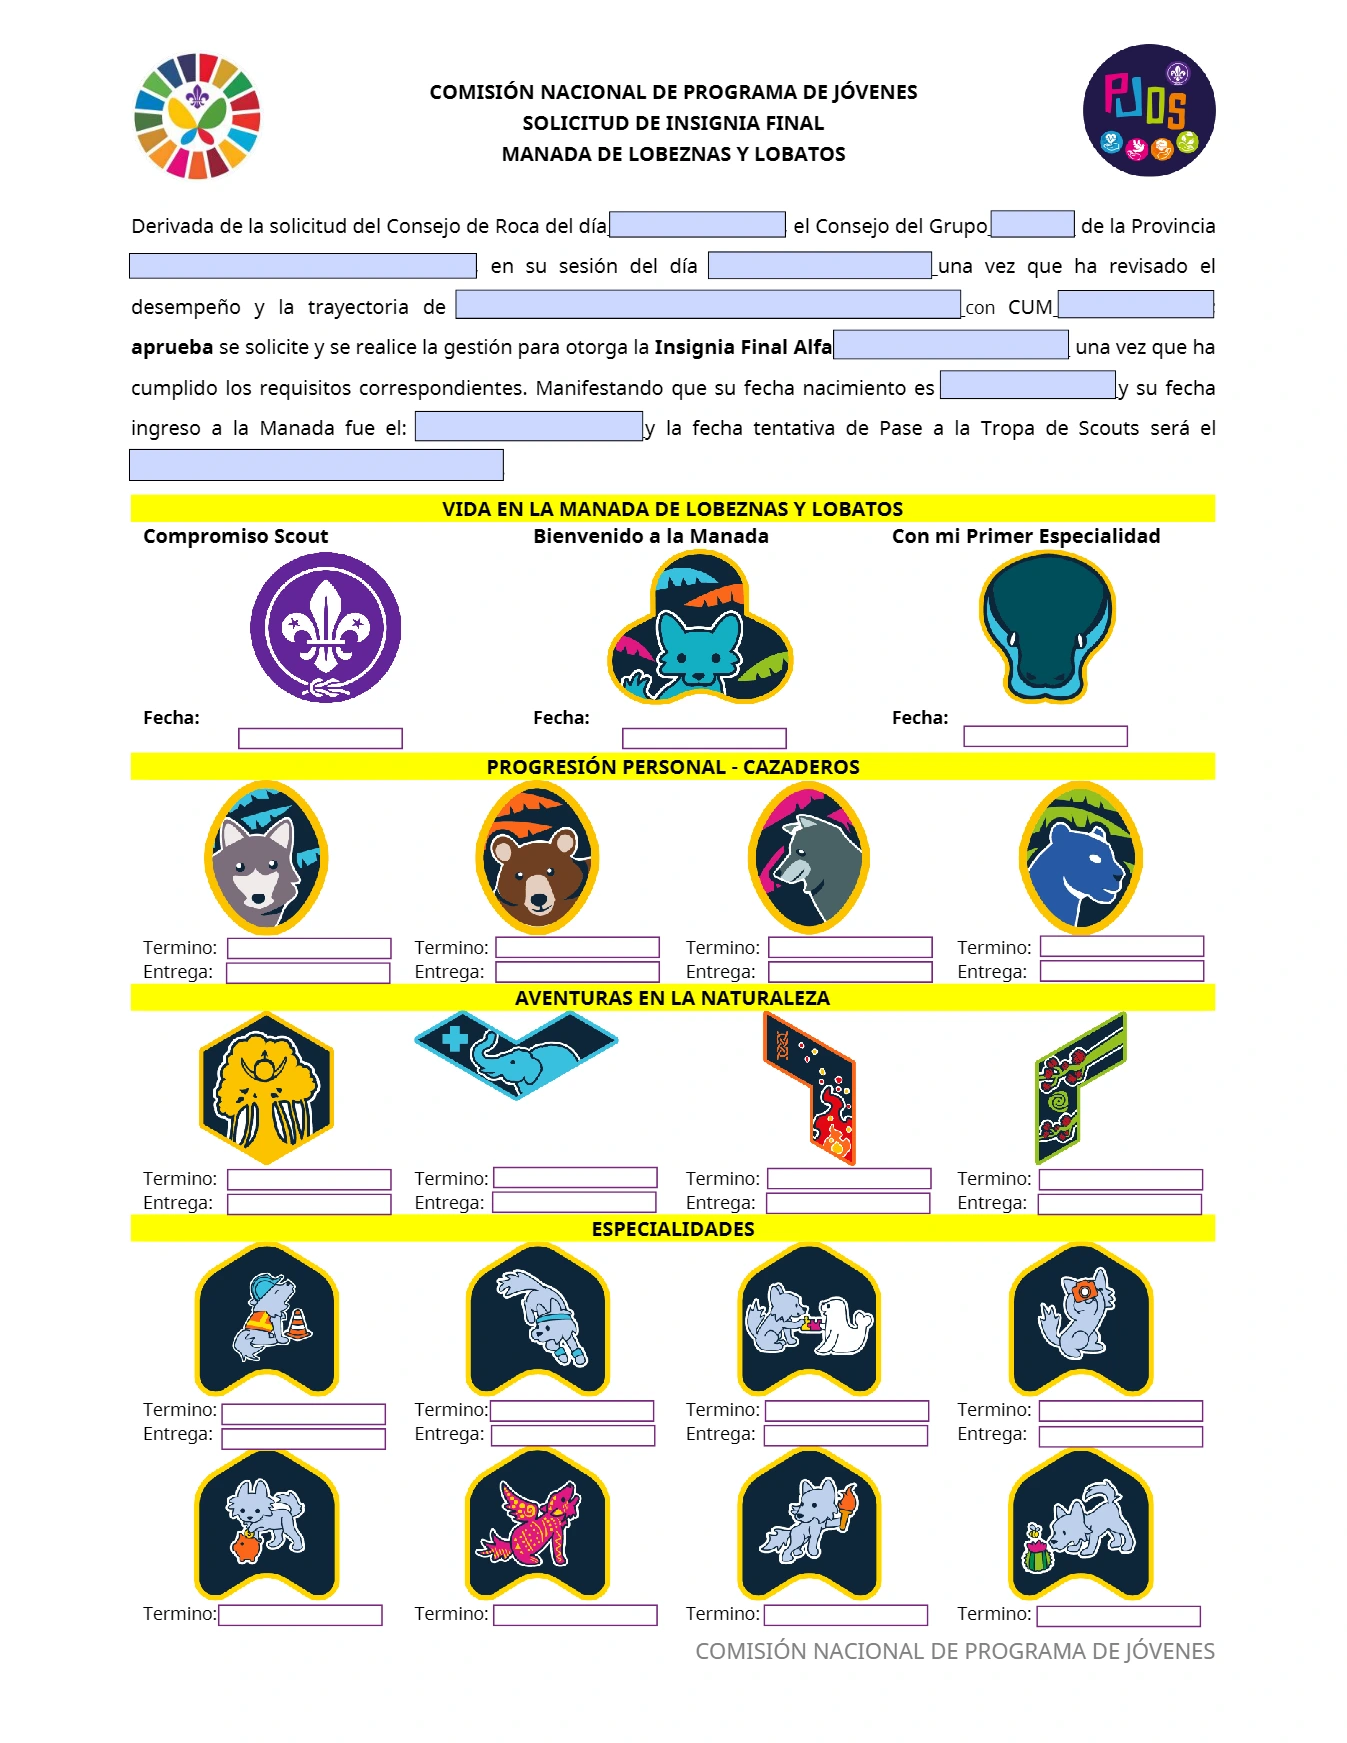 COMISIÓN NACIONAL DE PROGRAMA DE JÓVENES
SOLICITUD DE INSIGNIA FINAL
MANADA DE LOBEZNAS Y LOBATOS
PJOS
Derivada de la solicitud del Consejo de Roca del día el Consejo del Grupo de la Provincia
en su sesión del día una vez que ha revisado el
desempeño y la trayectoria de con CUM
aprueba se solicite y se realice la gestión para otorga la Insignia Final Alfa una vez que ha
cumplido los requisitos correspondientes. Manifestando que su fecha nacimiento es y su fecha
ingreso a la Manada fue el: y la fecha tentativa de Pase a la Tropa de Scouts será el
VIDA EN LA MANADA DE LOBEZNAS Y LOBATOS
Compromiso Scout Bienvenido a la Manada Con mi Primer Especialidad
Fecha: Fecha: Fecha:
PROGRESIÓN PERSONAL - CAZADEROS
Termino: Termino: Termino: Termino:
Entrega: Entrega: Entrega: Entrega:
AVENTURAS EN LA NATURALEZA
Termino: Termino: Termino: Termino:
Entrega: Entrega: Entrega: Entrega:
ESPECIALIDADES
Termino: Termino: Termino: Termino:
Entrega: Entrega: Entrega: Entrega:
Termino: Termino: Termino: Termino:
COMISIÓN NACIONAL DE PROGRAMA DE JÓVENES